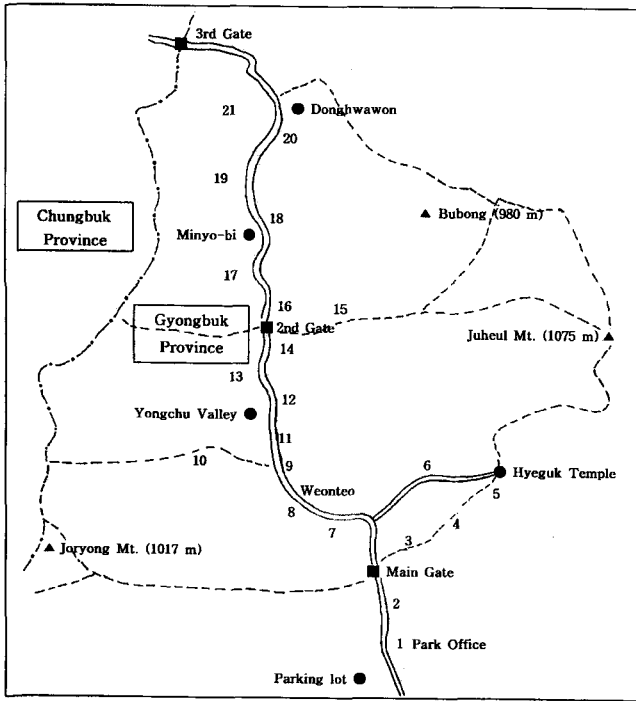 3rd Gate
21
Donghwawon
20
19
Chungbuk
Province
Bubong (980 m)
18
Minyo-bi
17
16
15
Gyongbuk
Province
2nd Gate
14
Juheul Mt. (1075 m)
13
12
Yongchu Valley
11
10
9
6
Hyeguk Temple
5
Weonteo
8
7
4
3
Joryong Mt. (1017 m)
Main Gate
2
1 Park Office
Parking lot